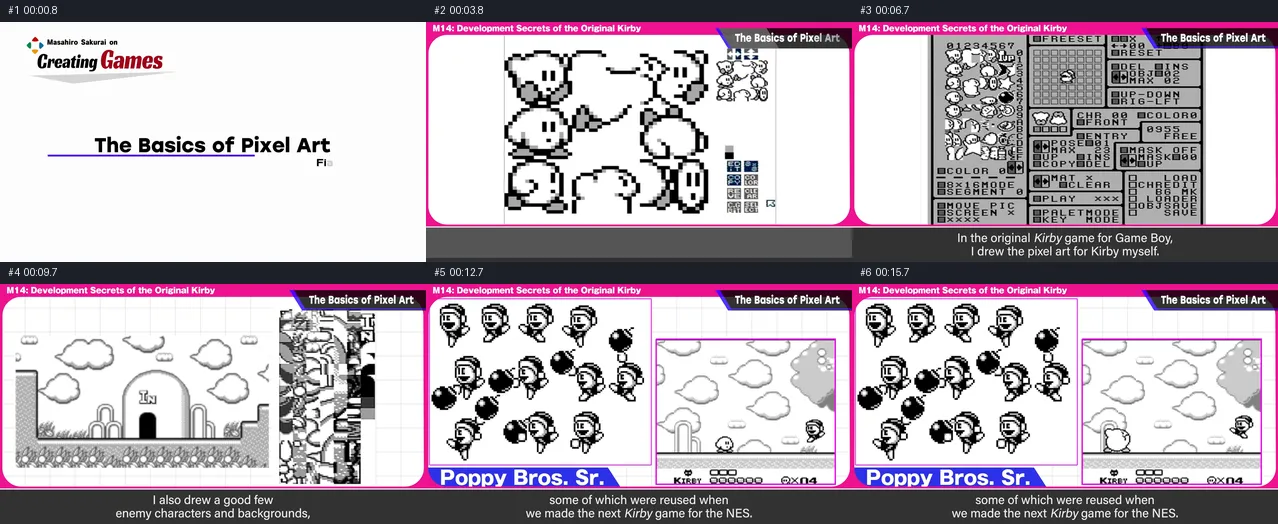 #1 00:00.8
Masahiro Sakurai on
Creating Games
The Basics of Pixel Art
Fi
#2 00:03.8
M14: Development Secrets of the Original Kirby
The Basics of Pixel Art
#3 00:06.7
M14: Development Secrets of the Original Kirby
The Basics of Pixel Art
01234567
FREESET
RESET
DEL INS
OBJ 02
MAX 02
UP-DOWN
RIG-LFT
CHR 00 COLOR0
FRONT
ENTRY
0955
FREE
POSE 01
MAX 23
UP INS
COPY DEL
MASK OFF
MASK 00
UP
COLOR 0
8X16MODE
SEGMENT 0
MAT X
CLEAR
PLAY XXX
LOAD
CHREDIT
BG MK
LOADER
OBJSAVE
SAVE
MOVE PIC
SCREEN X
XXXX
PALETMODE
KEY MODE
In the original Kirby game for Game Boy,
I drew the pixel art for Kirby myself.
#4 00:09.7
M14: Development Secrets of the Original Kirby
The Basics of Pixel Art
IN
I also drew a good few
enemy characters and backgrounds,
#5 00:12.7
M14: Development Secrets of the Original Kirby
The Basics of Pixel Art
Poppy Bros. Sr.
KIRBY
X04
some of which were reused when
we made the next Kirby game for the NES.
#6 00:15.7
M14: Development Secrets of the Original Kirby
The Basics of Pixel Art
Poppy Bros. Sr.
KIRBY
X04
some of which were reused when
we made the next Kirby game for the NES.